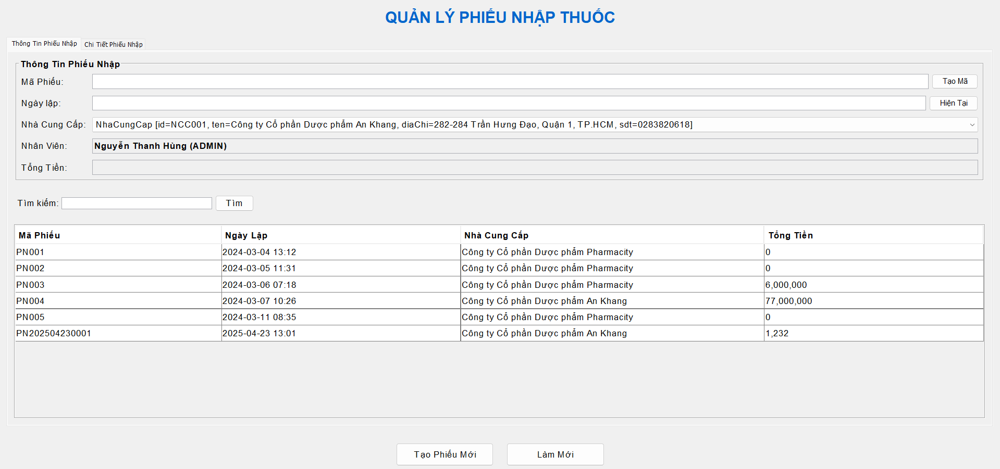 QUẢN LÝ PHIẾU NHẬP THUỐC
Thông Tin Phiếu Nhập Chi Tiết Phiếu Nhập
Thông Tin Phiếu Nhập
Mã Phiếu: Tạo Mã
Ngày lập: Hiện Tại
Nhà Cung Cấp: NhaCungCap [id=NCC001, ten=Công ty Cổ phần Dược phẩm An Khang, diaChi=282-284 Trần Hưng Đạo, Quận 1, TP.HCM, sdt=0283820618]
Nhân Viên: Nguyễn Thanh Hùng (ADMIN)
Tổng Tiền:
Tìm kiếm: Tìm
Mã Phiếu Ngày Lập Nhà Cung Cấp Tổng Tiền
PN001 2024-03-04 13:12 Công ty Cổ phần Dược phẩm Pharmacity 0
PN002 2024-03-05 11:31 Công ty Cổ phần Dược phẩm Pharmacity 0
PN003 2024-03-06 07:18 Công ty Cổ phần Dược phẩm Pharmacity 6,000,000
PN004 2024-03-07 10:26 Công ty Cổ phần Dược phẩm An Khang 77,000,000
PN005 2024-03-11 08:35 Công ty Cổ phần Dược phẩm Pharmacity 0
PN202504230001 2025-04-23 13:01 Công ty Cổ phần Dược phẩm An Khang 1,232
Tạo Phiếu Mới Làm Mới